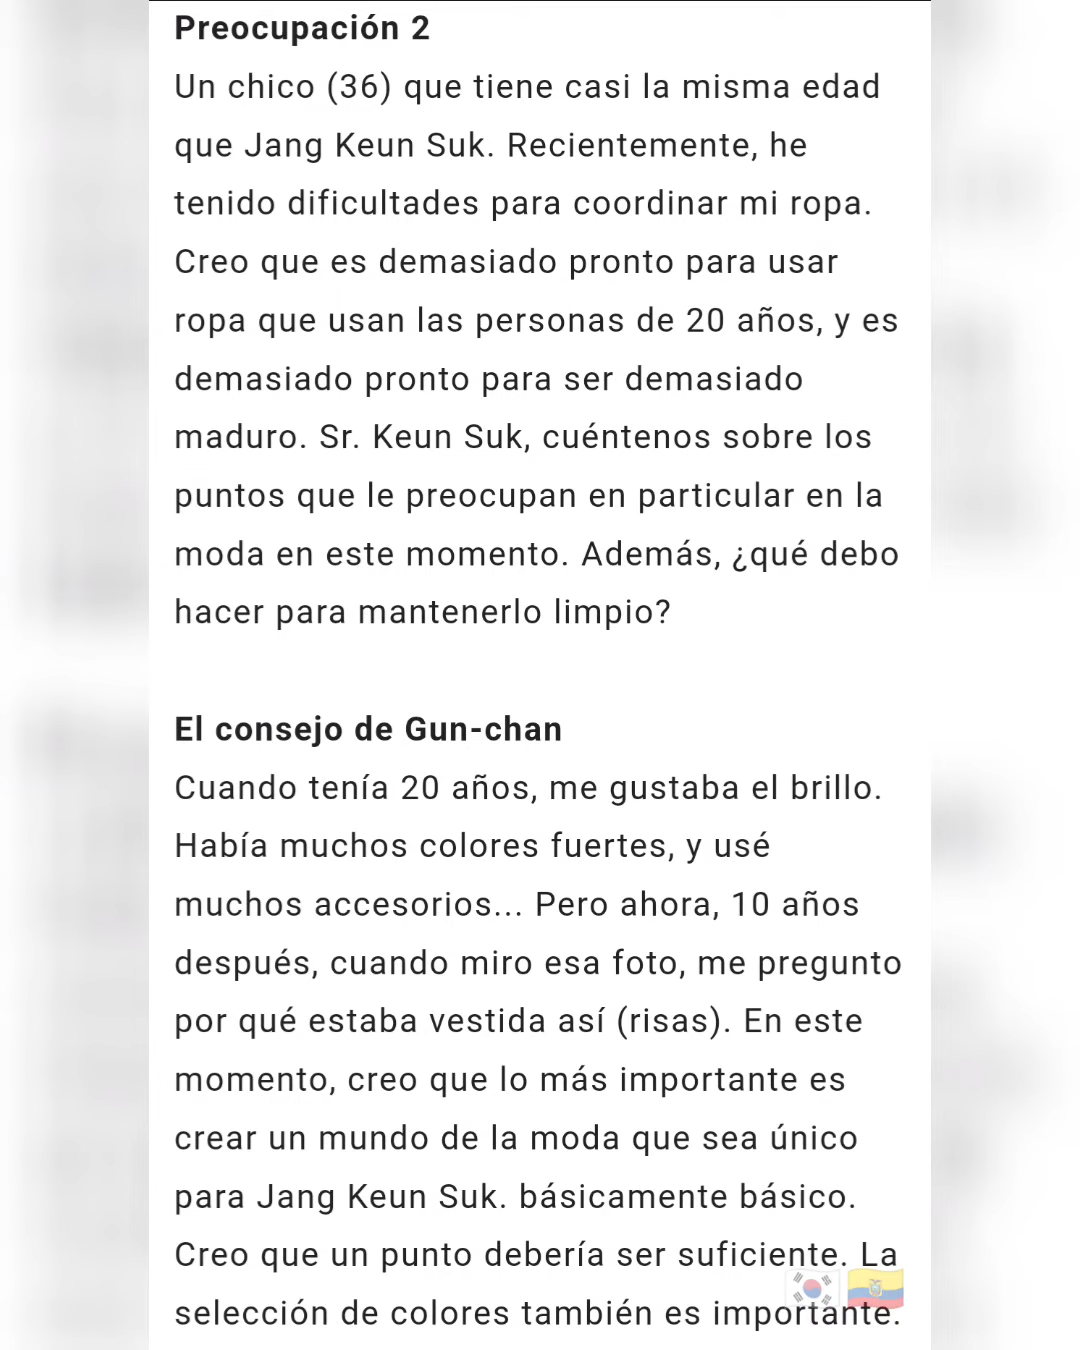 Preocupación 2
Un chico (36) que tiene casi la misma edad
que Jang Keun Suk. Recientemente, he
tenido dificultades para coordinar mi ropa.
Creo que es demasiado pronto para usar
ropa que usan las personas de 20 años, y es
demasiado pronto para ser demasiado
maduro. Sr. Keun Suk, cuéntenos sobre los
puntos que le preocupan en particular en la
moda en este momento. Además, ¿qué debo
hacer para mantenerlo limpio?
El consejo de Gun-chan
Cuando tenía 20 años, me gustaba el brillo.
Había muchos colores fuertes, y usé
muchos accesorios... Pero ahora, 10 años
después, cuando miro esa foto, me pregunto
por qué estaba vestida así (risas). En este
momento, creo que lo más importante es
crear un mundo de la moda que sea único
para Jang Keun Suk. básicamente básico.
Creo que un punto debería ser suficiente. La
selección de colores también es importante.